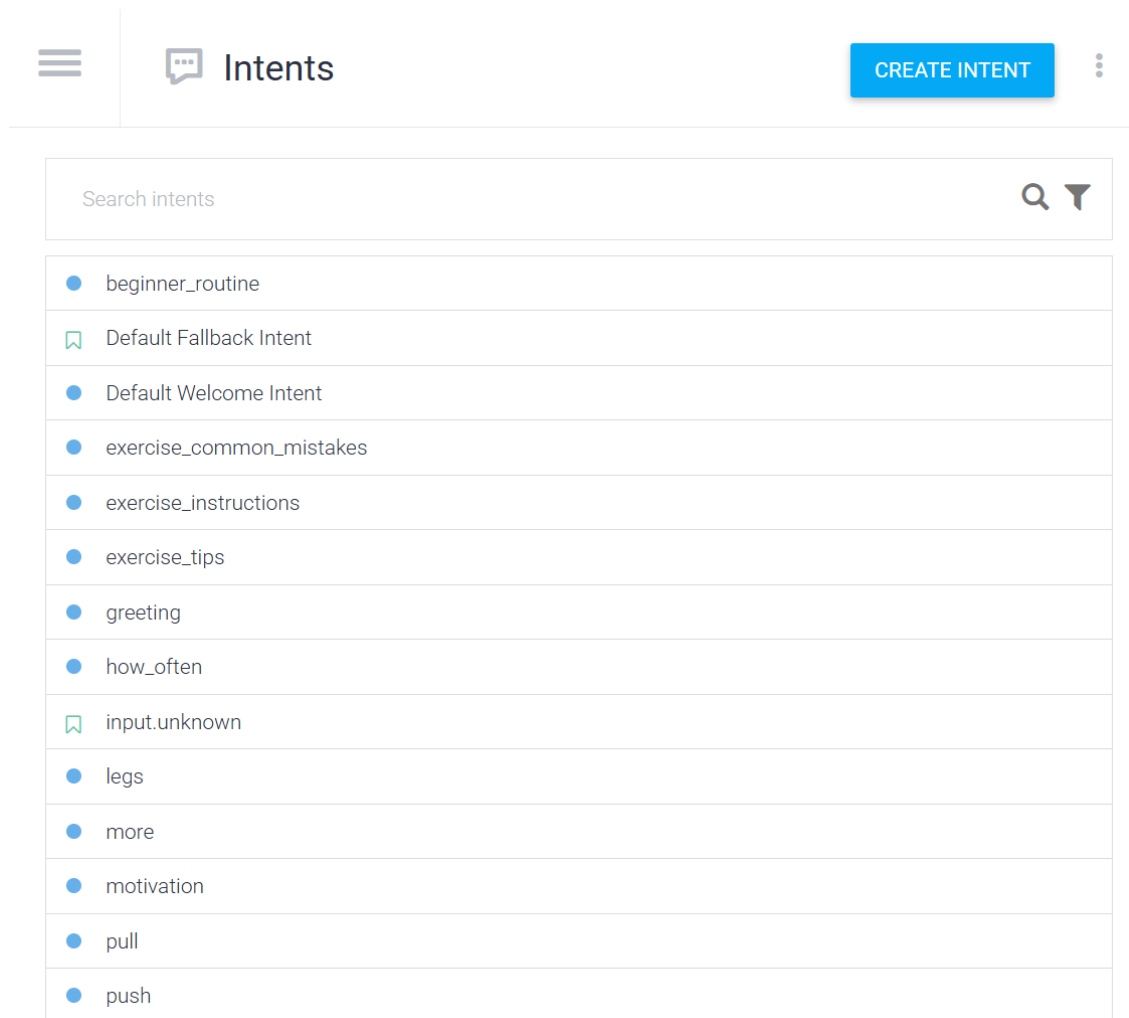 Intents
CREATE INTENT
Search intents
beginner_routine
Default Fallback Intent
Default Welcome Intent
exercise_common_mistakes
exercise_instructions
exercise_tips
greeting
how_often
input.unknown
legs
more
motivation
pull
push